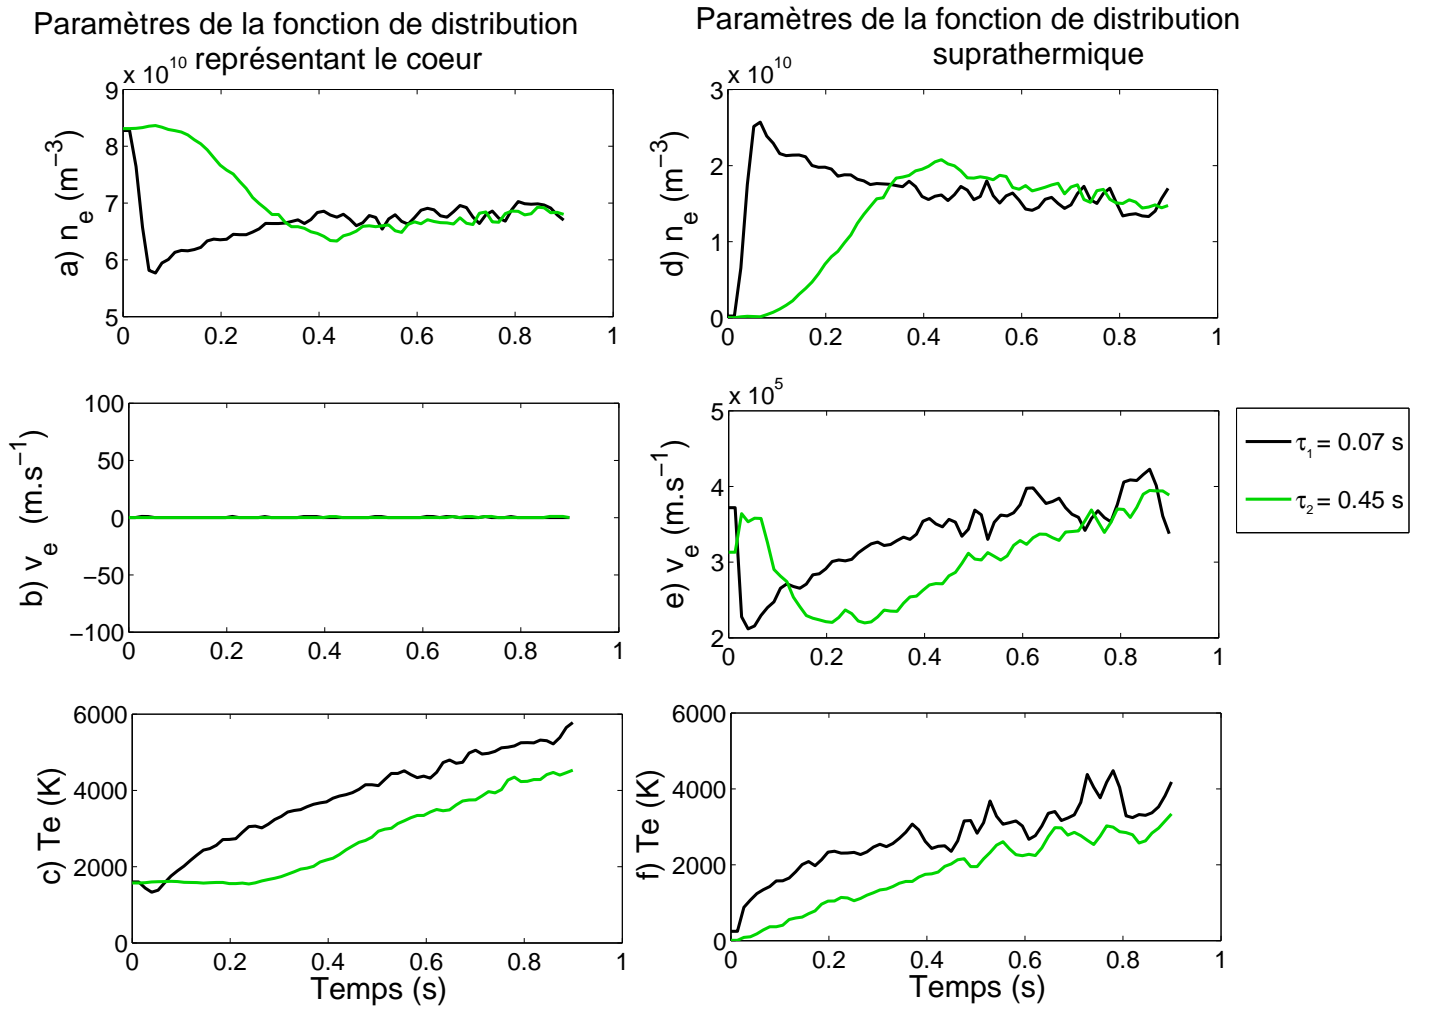 Paramètres de la fonction de distribution
représentant le coeur
Paramètres de la fonction de distribution
suprathermique
x 10^10
9
8
7
6
5
0 0.2 0.4 0.6 0.8 1
a) n_e (m^−3)
x 10^10
3
2
1
0
0 0.2 0.4 0.6 0.8 1
d) n_e (m^−3)
100
50
0
−50
−100
0 0.2 0.4 0.6 0.8 1
b) v_e (m.s^−1)
x 10^5
5
4
3
2
0 0.2 0.4 0.6 0.8 1
e) v_e (m.s^−1)
τ_1 = 0.07 s
τ_2 = 0.45 s
6000
4000
2000
0
0 0.2 0.4 0.6 0.8 1
c) Te (K)
Temps (s)
6000
4000
2000
0
0 0.2 0.4 0.6 0.8 1
f) Te (K)
Temps (s)